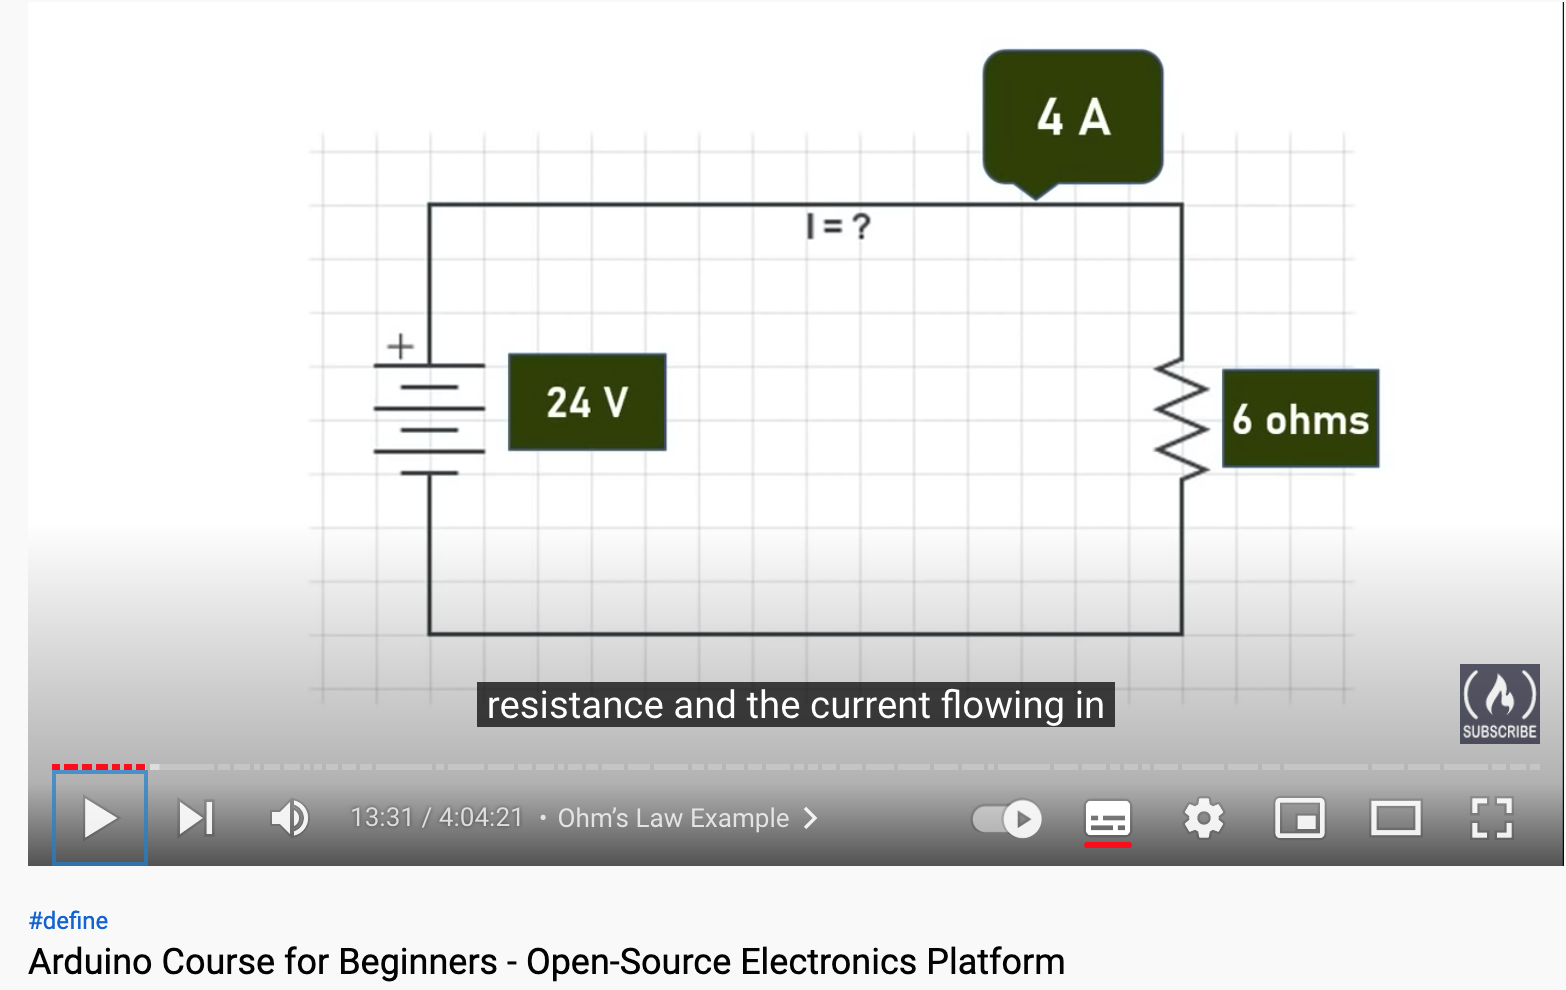 4 A
I = ?
+
24 V
6 ohms
resistance and the current flowing in
SUBSCRIBE
13:31 / 4:04:21 • Ohm’s Law Example
#define
Arduino Course for Beginners - Open-Source Electronics Platform